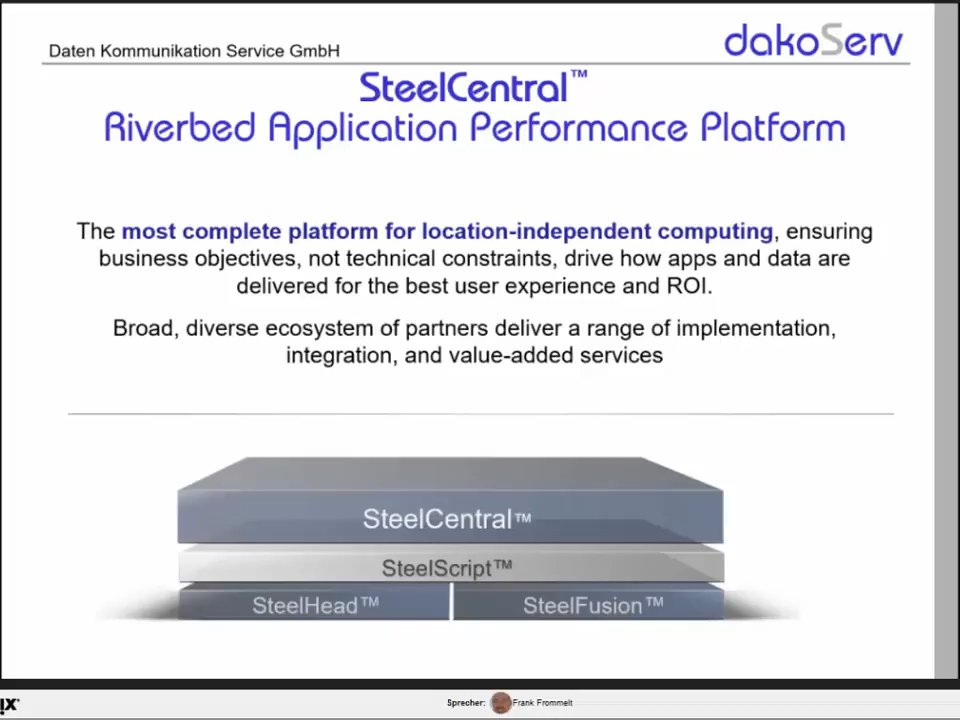 Daten Kommunikation Service GmbH
dakoServ
SteelCentral™
Riverbed Application Performance Platform
The most complete platform for location-independent computing, ensuring
business objectives, not technical constraints, drive how apps and data are
delivered for the best user experience and ROI.
Broad, diverse ecosystem of partners deliver a range of implementation,
integration, and value-added services
SteelCentral™
SteelScript™
SteelHead™
SteelFusion™
Sprecher: Frank Frommelt